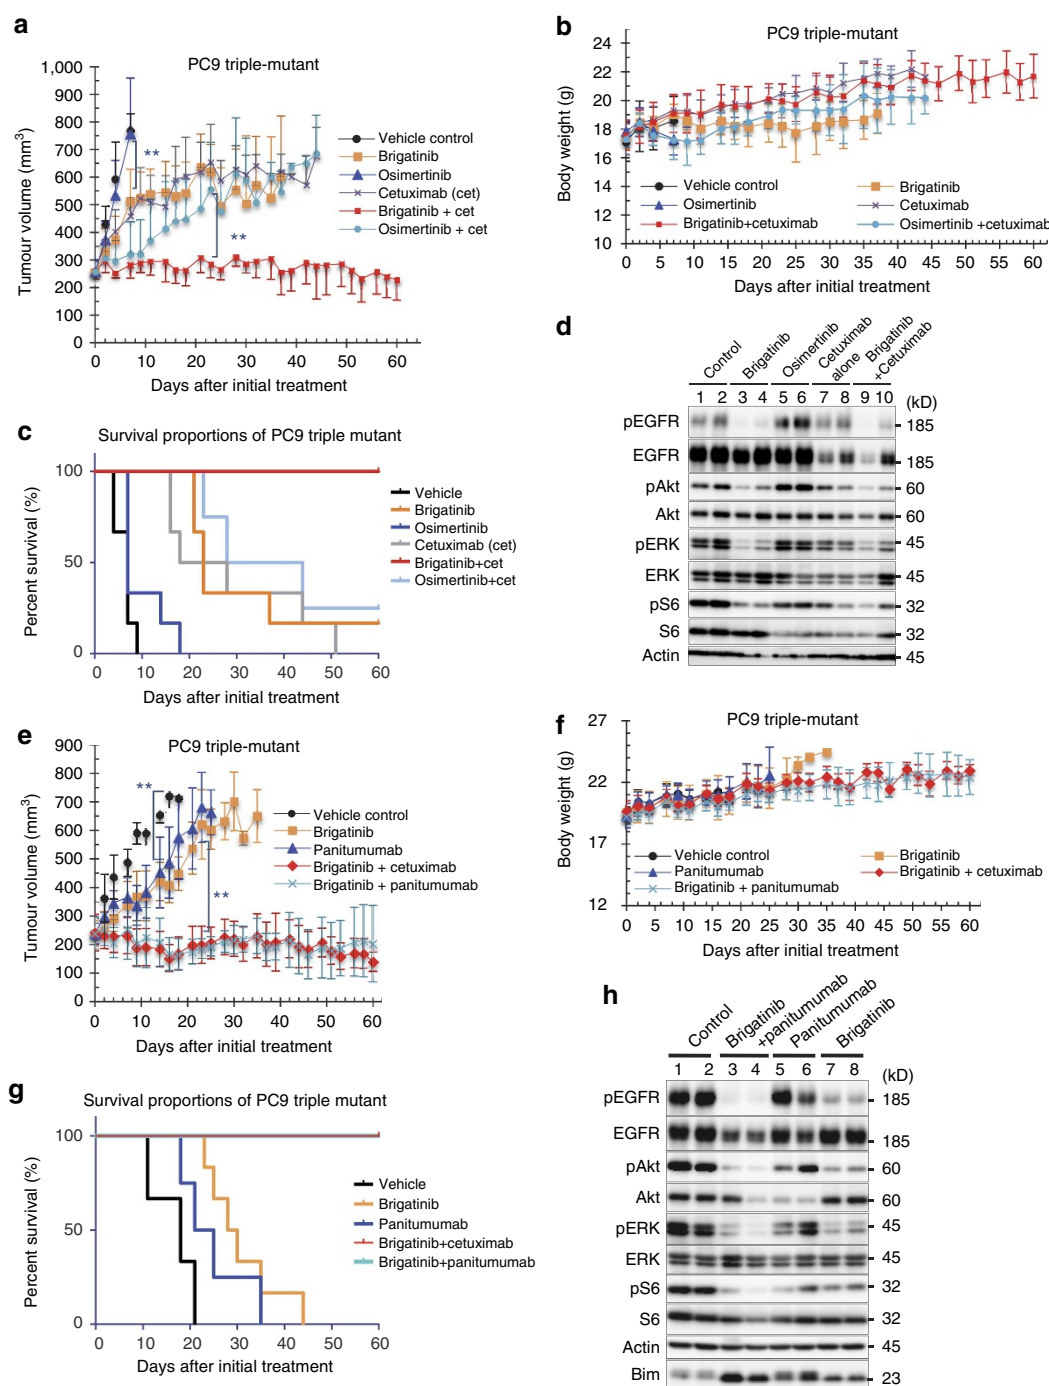 a
PC9 triple-mutant
Tumour volume (mm³)
1,000
900
800
700
600
500
400
300
200
100
0
**
**
Vehicle control
Brigatinib
Osimertinib
Cetuximab (cet)
Brigatinib + cet
Osimertinib + cet
0 10 20 30 40 50 60
Days after initial treatment
b
PC9 triple-mutant
Body weight (g)
24
22
20
18
16
14
12
10
Vehicle control
Osimertinib
Brigatinib+cetuximab
Brigatinib
Cetuximab
Osimertinib +cetuximab
0 5 10 15 20 25 30 35 40 45 50 55 60
Days after initial treatment
c
Survival proportions of PC9 triple mutant
Percent survival (%)
100
50
0
Vehicle
Brigatinib
Osimertinib
Cetuximab (cet)
Brigatinib+cet
Osimertinib+cet
0 10 20 30 40 50 60
Days after initial treatment
d
Control
Brigatinib
Osimertinib
Cetuximab alone
Brigatinib +Cetuximab
1 2 3 4 5 6 7 8 9 10 (kD)
pEGFR 185
EGFR 185
pAkt 60
Akt 60
pERK 45
ERK 45
pS6 32
S6 32
Actin 45
e
PC9 triple-mutant
Tumour volume (mm³)
900
800
700
600
500
400
300
200
100
0
**
**
Vehicle control
Brigatinib
Panitumumab
Brigatinib + cetuximab
Brigatinib + panitumumab
0 10 20 30 40 50 60
Days after initial treatment
f
PC9 triple-mutant
Body weight (g)
27
22
17
12
Vehicle control
Panitumumab
Brigatinib + panitumumab
Brigatinib
Brigatinib + cetuximab
0 5 10 15 20 25 30 35 40 45 50 55 60
Days after initial treatment
g
Survival proportions of PC9 triple mutant
Percent survival (%)
100
50
0
Vehicle
Brigatinib
Panitumumab
Brigatinib+cetuximab
Brigatinib+panitumumab
0 10 20 30 40 50 60
Days after initial treatment
h
Control
Brigatinib +panitumumab
Panitumumab
Brigatinib
1 2 3 4 5 6 7 8 (kD)
pEGFR 185
EGFR 185
pAkt 60
Akt 60
pERK 45
ERK 45
pS6 32
S6 32
Actin 45
Bim 23